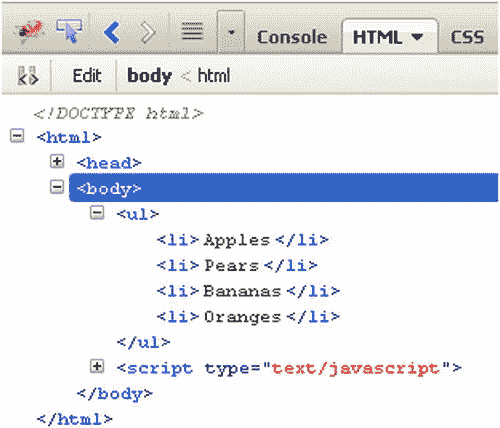 Console HTML CSS
Edit body < html
<!DOCTYPE html>
<html>
<head>
<body>
<ul>
<li>Apples</li>
<li>Pears</li>
<li>Bananas</li>
<li>Oranges</li>
</ul>
<script type="text/javascript">
</body>
</html>